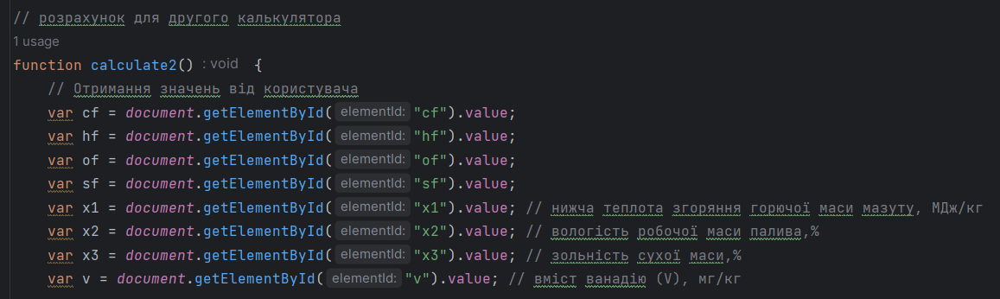 // розрахунок для другого калькулятора
1 usage
function calculate2() : void {
// Отримання значень від користувача
var cf = document.getElementById( elementId: "cf").value;
var hf = document.getElementById( elementId: "hf").value;
var of = document.getElementById( elementId: "of").value;
var sf = document.getElementById( elementId: "sf").value;
var x1 = document.getElementById( elementId: "x1").value; // нижча теплота згоряння горючої маси мазуту, МДж/кг
var x2 = document.getElementById( elementId: "x2").value; // вологість робочої маси палива,%
var x3 = document.getElementById( elementId: "x3").value; // зольність сухої маси,%
var v = document.getElementById( elementId: "v").value; // вміст ванадію (V), мг/кг